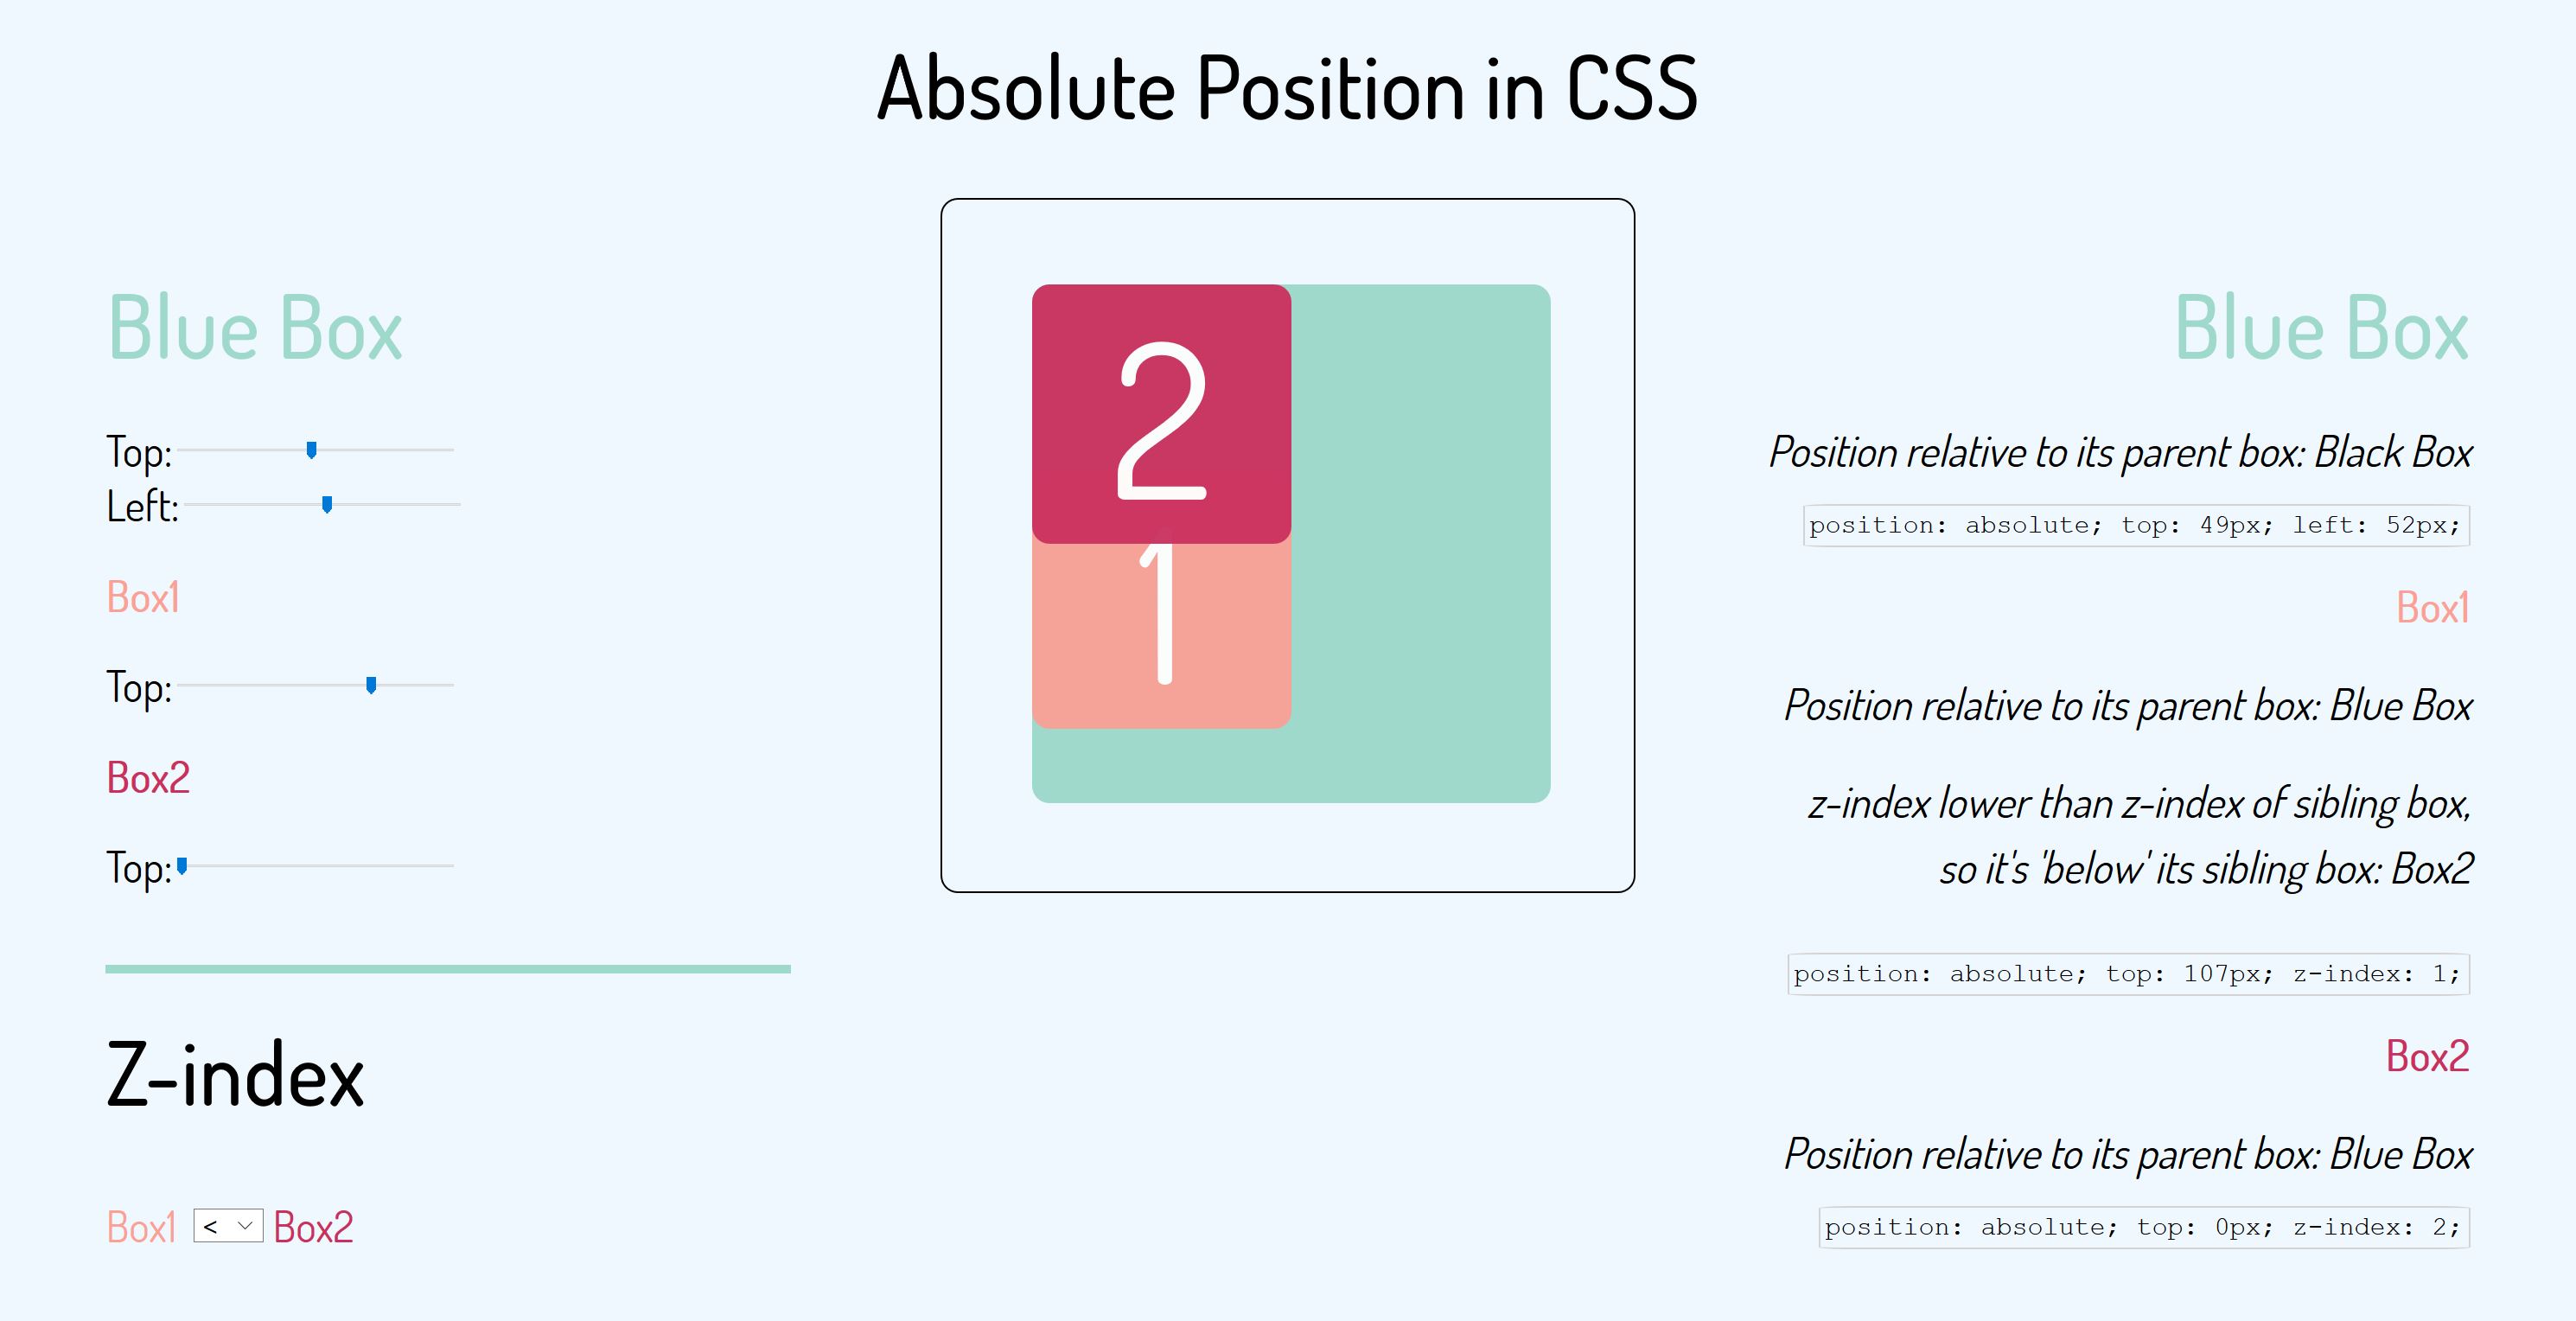 Absolute Position in CSS
Blue Box
Top:
Left:
Box1
Top:
Box2
Top:
Z-index
Box1 < Box2
2
1
Blue Box
Position relative to its parent box: Black Box
position: absolute; top: 49px; left: 52px;
Box1
Position relative to its parent box: Blue Box
z-index lower than z-index of sibling box,
so it's 'below' its sibling box: Box2
position: absolute; top: 107px; z-index: 1;
Box2
Position relative to its parent box: Blue Box
position: absolute; top: 0px; z-index: 2;